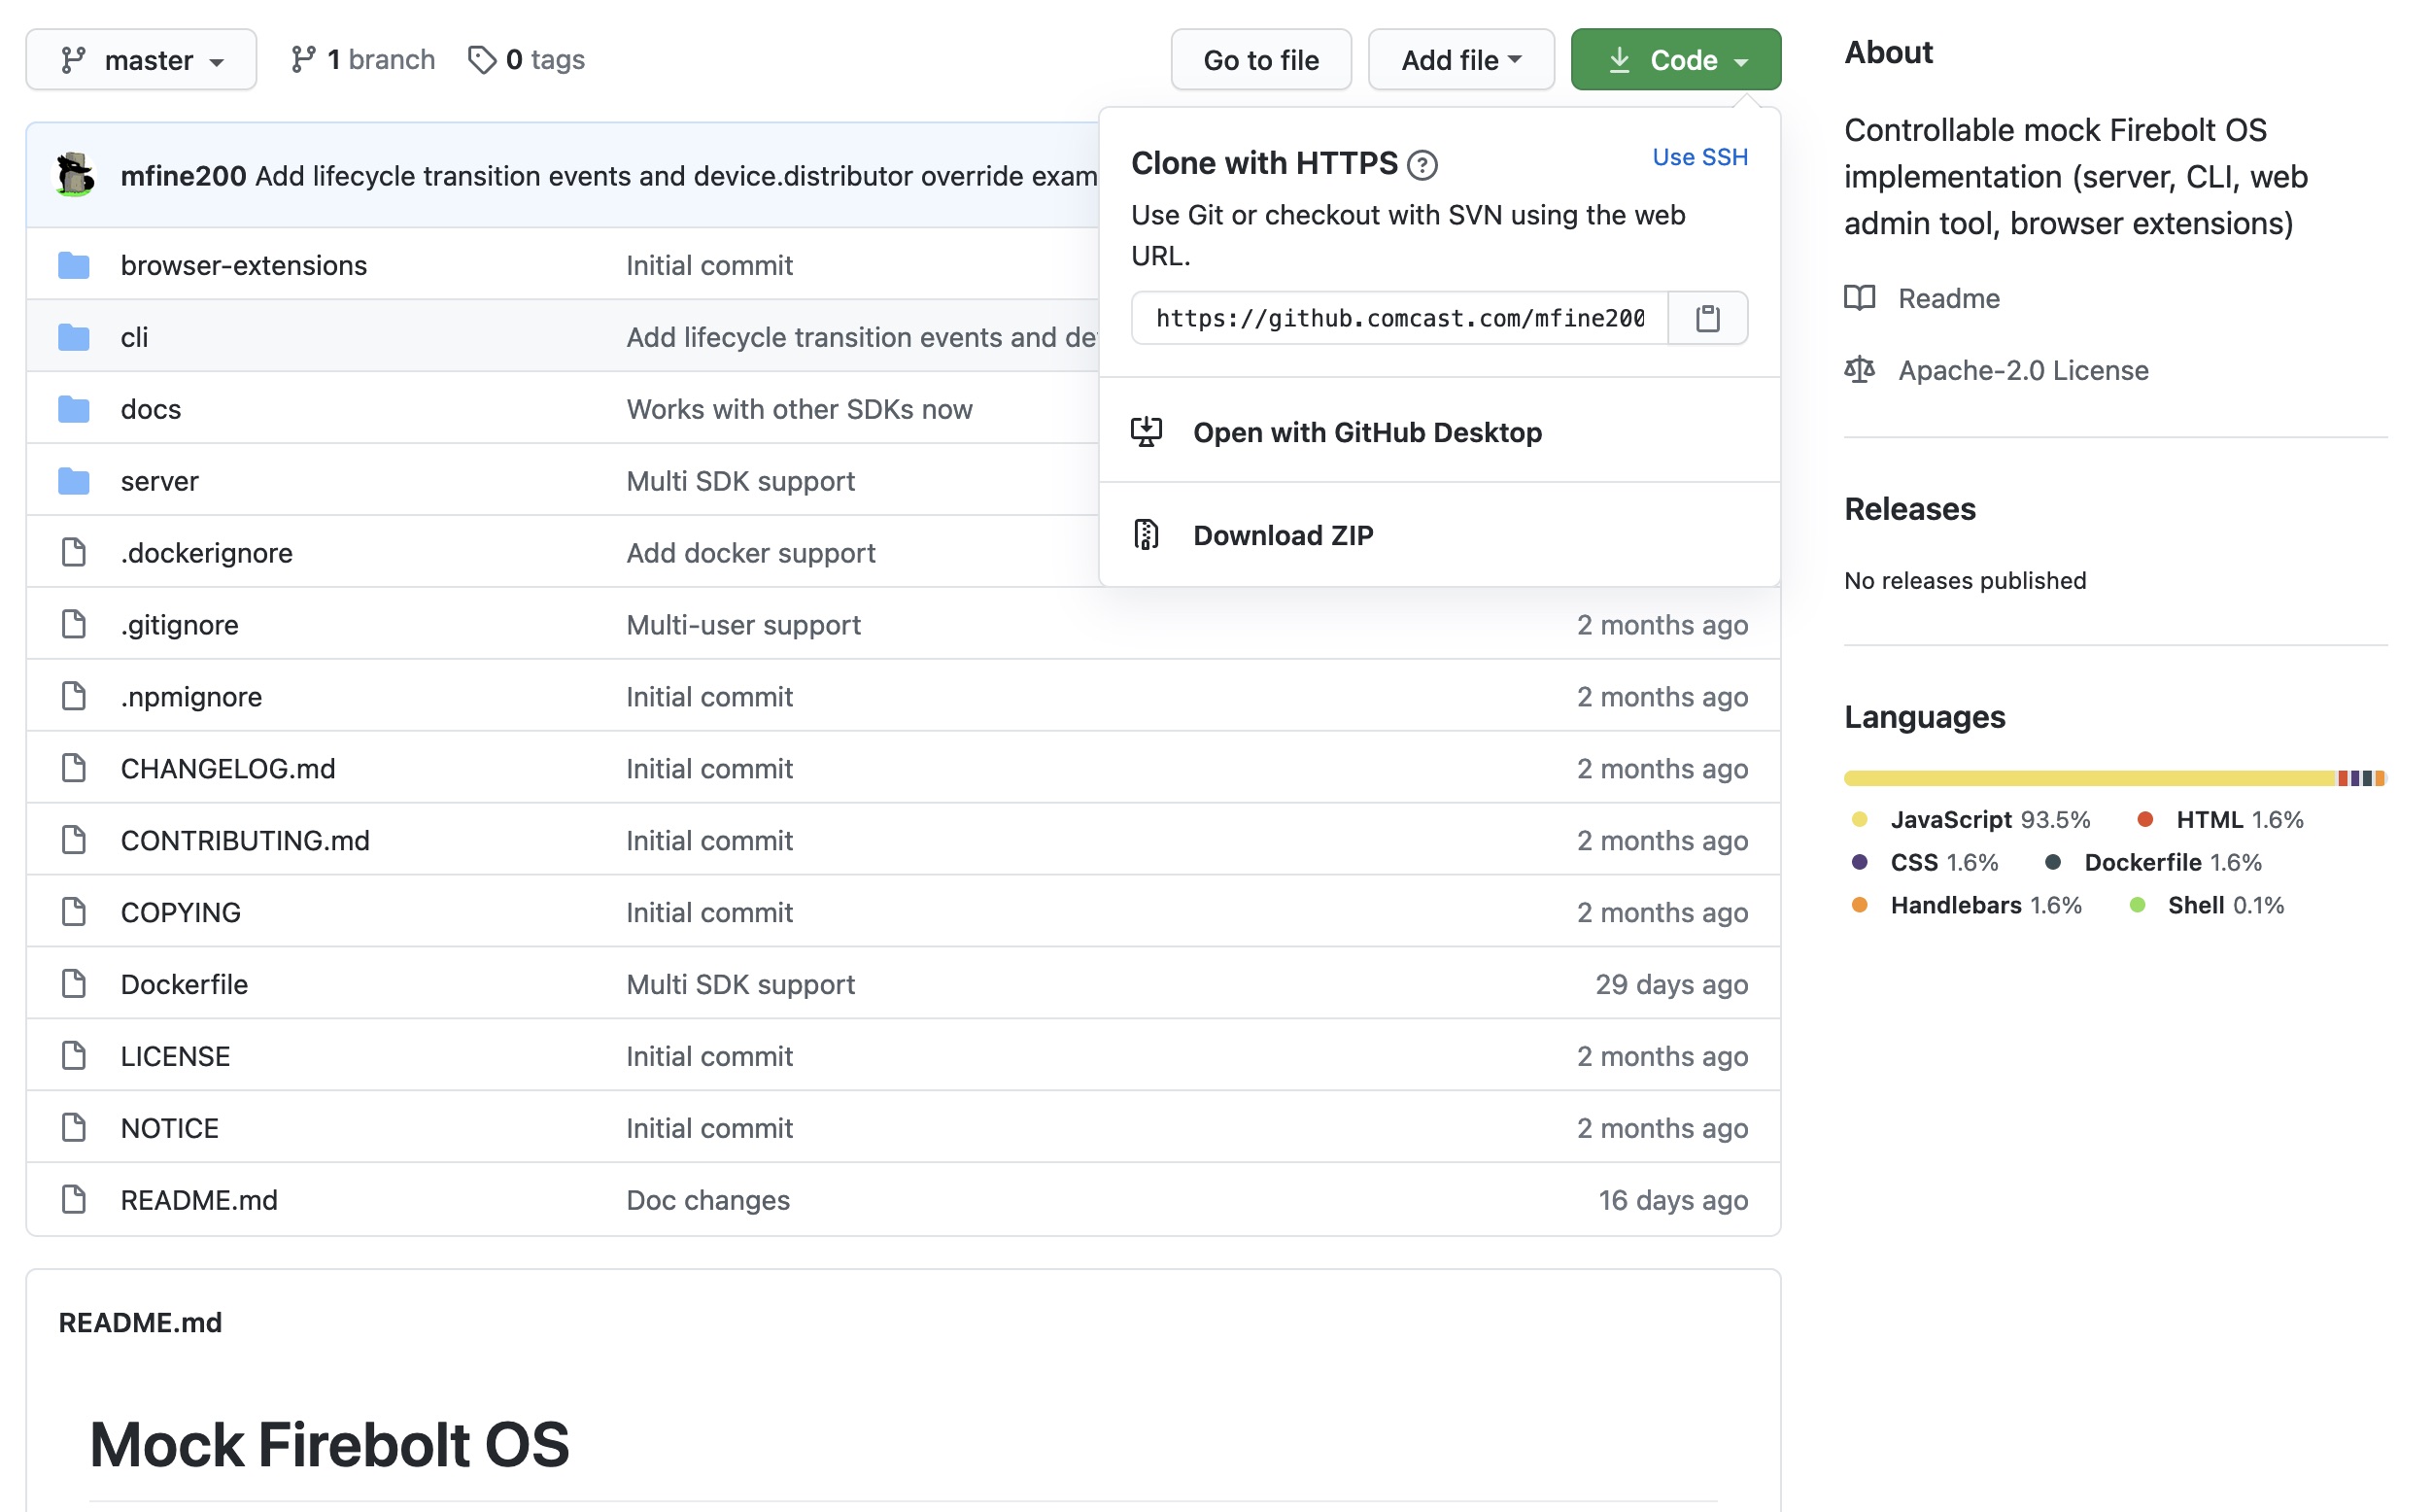 master
1 branch
0 tags
Go to file
Add file
Code
mfine200 Add lifecycle transition events and device.distributor override exam
browser-extensions Initial commit
cli Add lifecycle transition events and de
docs Works with other SDKs now
server Multi SDK support
.dockerignore Add docker support
.gitignore Multi-user support 2 months ago
.npmignore Initial commit 2 months ago
CHANGELOG.md Initial commit 2 months ago
CONTRIBUTING.md Initial commit 2 months ago
COPYING Initial commit 2 months ago
Dockerfile Multi SDK support 29 days ago
LICENSE Initial commit 2 months ago
NOTICE Initial commit 2 months ago
README.md Doc changes 16 days ago
Clone with HTTPS
Use SSH
Use Git or checkout with SVN using the web
URL.
https://github.comcast.com/mfine200
Open with GitHub Desktop
Download ZIP
README.md
Mock Firebolt OS
About
Controllable mock Firebolt OS
implementation (server, CLI, web
admin tool, browser extensions)
Readme
Apache-2.0 License
Releases
No releases published
Languages
JavaScript 93.5% HTML 1.6%
CSS 1.6% Dockerfile 1.6%
Handlebars 1.6% Shell 0.1%